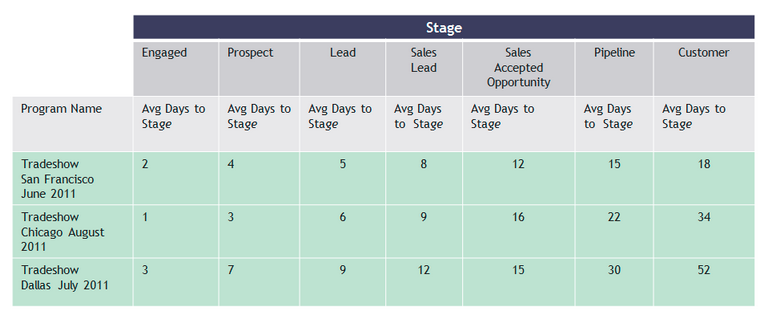 Stage
Engaged Prospect Lead Sales Lead Sales Accepted Opportunity Pipeline Customer
Program Name Avg Days to Stage Avg Days to Stage Avg Days to Stage Avg Days to Stage Avg Days to Stage Avg Days to Stage Avg Days to Stage
Tradeshow San Francisco June 2011 2 4 5 8 12 15 18
Tradeshow Chicago August 2011 1 3 6 9 16 22 34
Tradeshow Dallas July 2011 3 7 9 12 15 30 52